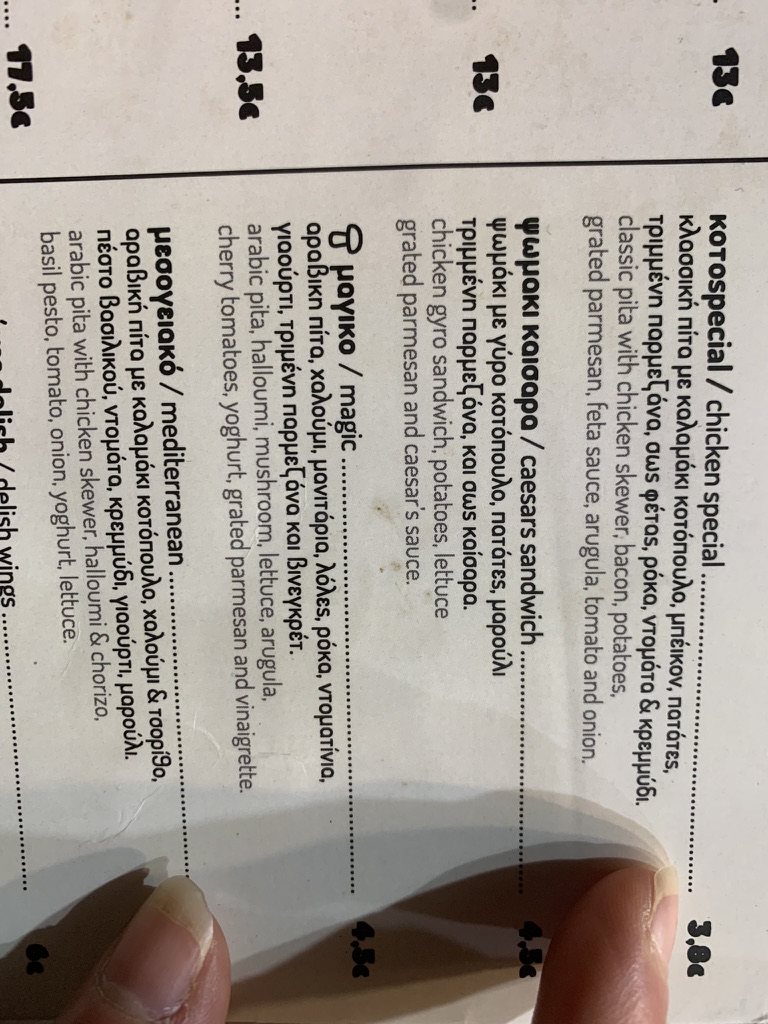 .. 13€
.. 13€
... 13,5€
.... 17,5€
κοτοspecial / chicken special .......... 3,8€
κλασσική πίτα με καλαμάκι κοτόπουλο, μπέικον, πατάτες,
τριμμένη παρμεζάνα, σως φέτας, ρόκα, ντομάτα & κρεμμύδι.
classic pita with chicken skewer, bacon, potatoes,
grated parmesan, feta sauce, arugula, tomato and onion.
ψωμακι καισαρα / caesars sandwich .......... 4,5€
ψωμάκι με γύρο κοτόπουλο, πατάτες, μαρούλι
τριμμένη παρμεζάνα, και σως καίσαρα.
chicken gyro sandwich, potatoes, lettuce
grated parmesan and caesar's sauce.
μαγικο / magic .......... 4,5€
αραβικη πίτα, χαλούμι, μανιτάρια, λόλες, ρόκα, ντοματίνια,
γιαούρτι, τριμένη παρμεζάνα και βινεγκρέτ.
arabic pita, halloumi, mushroom, lettuce, arugula,
cherry tomatoes, yoghurt, grated parmesan and vinaigrette.
μεσογειακό / mediterranean ..........
αραβική πίτα με καλαμάκι κοτόπουλο, χαλούμι & τσορίθο,
πέστο βασιλικού, ντομάτα, κρεμμύδι, γιαούρτι, μαρούλι.
arabic pita with chicken skewer, halloumi & chorizo,
basil pesto, tomato, onion, yoghurt, lettuce.
delish / delish wings .......... 6€